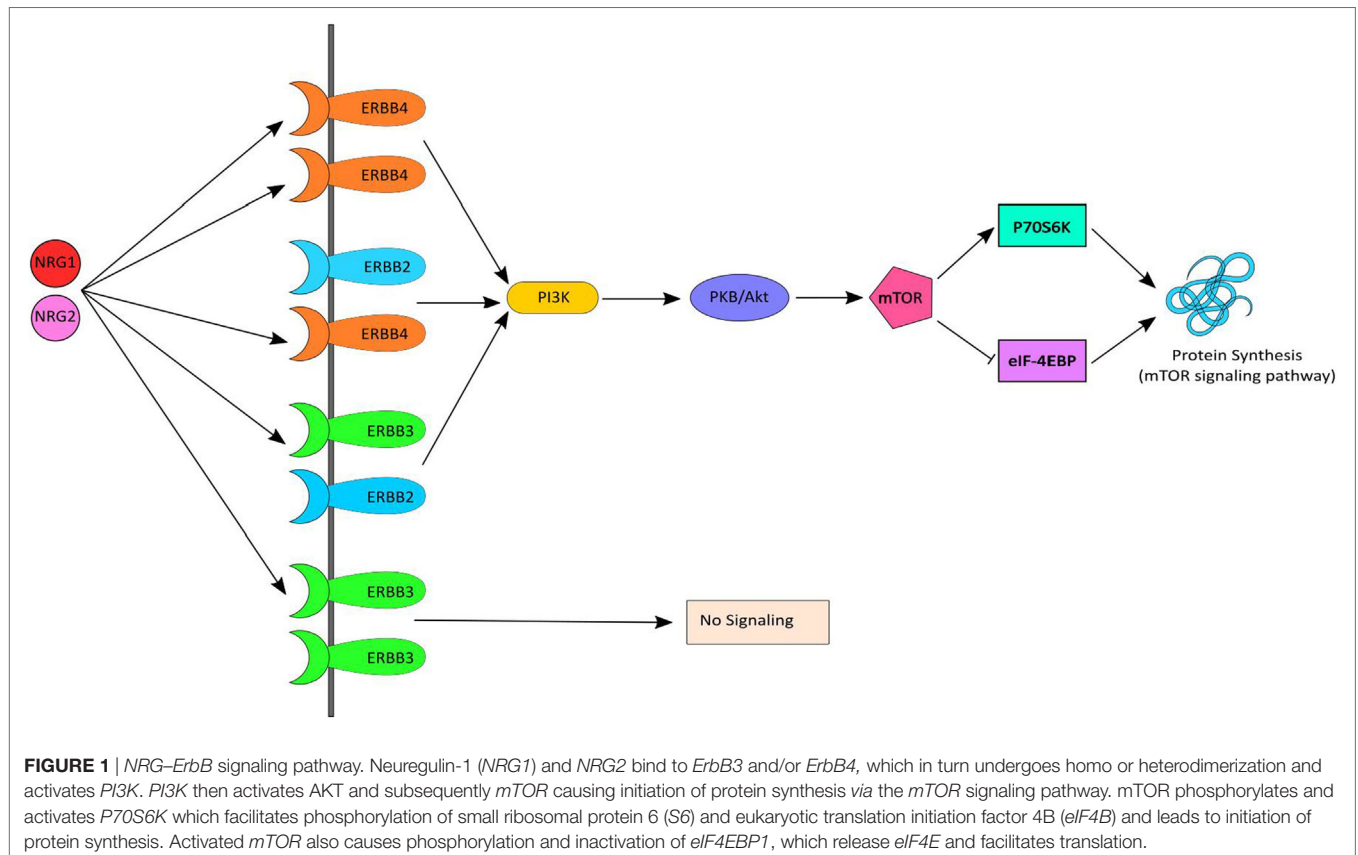 ERBB4
ERBB4
NRG1
NRG2
ERBB2
ERBB4
PI3K
PKB/Akt
mTOR
P70S6K
eIF-4EBP
Protein Synthesis
(mTOR signaling pathway)
ERBB3
ERBB2
ERBB3
ERBB3
No Signaling
FIGURE 1 | NRG–ErbB signaling pathway. Neuregulin-1 (NRG1) and NRG2 bind to ErbB3 and/or ErbB4, which in turn undergoes homo or heterodimerization and
activates PI3K. PI3K then activates AKT and subsequently mTOR causing initiation of protein synthesis via the mTOR signaling pathway. mTOR phosphorylates and
activates P70S6K which facilitates phosphorylation of small ribosomal protein 6 (S6) and eukaryotic translation initiation factor 4B (eIF4B) and leads to initiation of
protein synthesis. Activated mTOR also causes phosphorylation and inactivation of eIF4EBP1, which release eIF4E and facilitates translation.